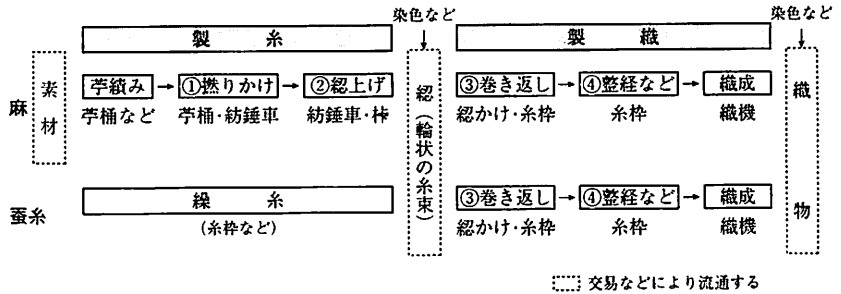 染色など
染色など
製糸
製織
麻
素材
苧績み→①撚りかけ→②綛上げ
苧桶など
苧桶・紡錘車
紡錘車・桛
綛(輪状の糸束)
③巻き返し→④整経など→織成
綛かけ・糸枠
糸枠
織機
織物
蚕糸
繰糸
(糸枠など)
③巻き返し→④整経など→織成
綛かけ・糸枠
糸枠
織機
交易などにより流通する